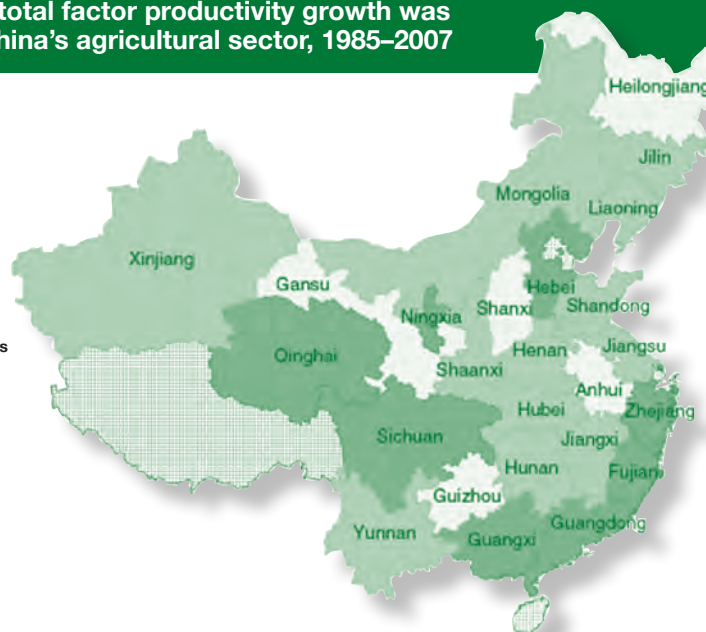 total factor productivity growth was
hina's agricultural sector, 1985–2007
Heilongjiang
Jilin
Mongolia
Liaoning
Xinjiang
Gansu
Hebei
Ningxia
Shanxi
Shandong
s
Qinghai
Henan
Jiangsu
Shaanxi
Anhui
Hubei
Zhejiang
Sichuan
Jiangxi
Hunan
Fujian
Guizhou
Guangdong
Yunnan
Guangxi